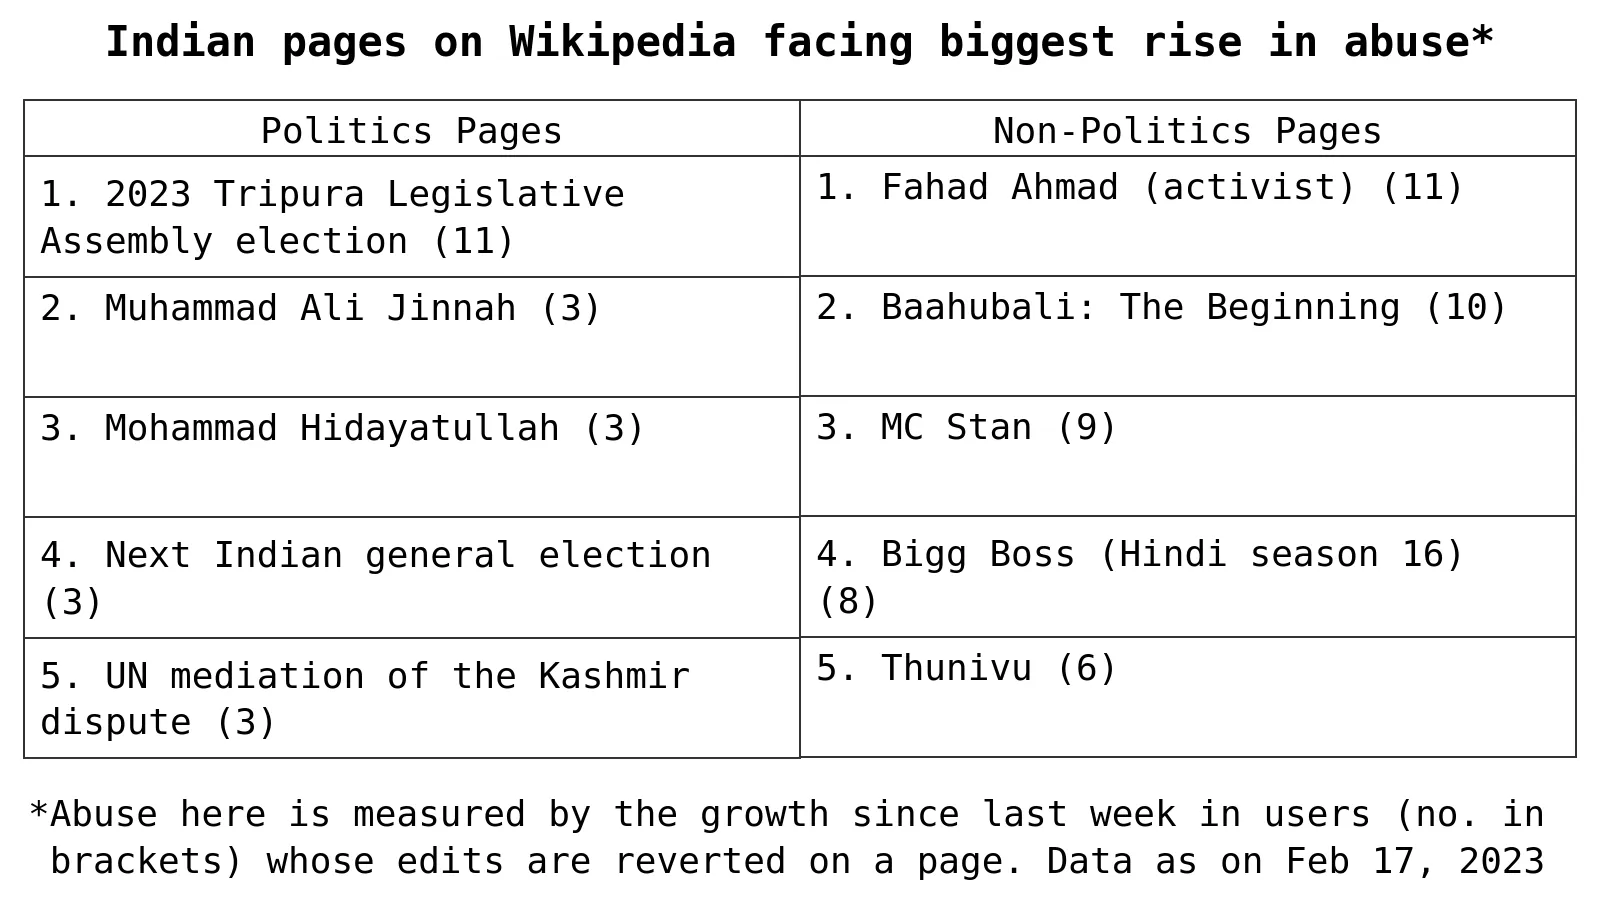 Indian pages on Wikipedia facing biggest rise in abuse*
Politics Pages
Non-Politics Pages
1. 2023 Tripura Legislative
Assembly election (11)
1. Fahad Ahmad (activist) (11)
2. Muhammad Ali Jinnah (3)
2. Baahubali: The Beginning (10)
3. Mohammad Hidayatullah (3)
3. MC Stan (9)
4. Next Indian general election
(3)
4. Bigg Boss (Hindi season 16)
(8)
5. UN mediation of the Kashmir
dispute (3)
5. Thunivu (6)
*Abuse here is measured by the growth since last week in users (no. in
brackets) whose edits are reverted on a page. Data as on Feb 17, 2023